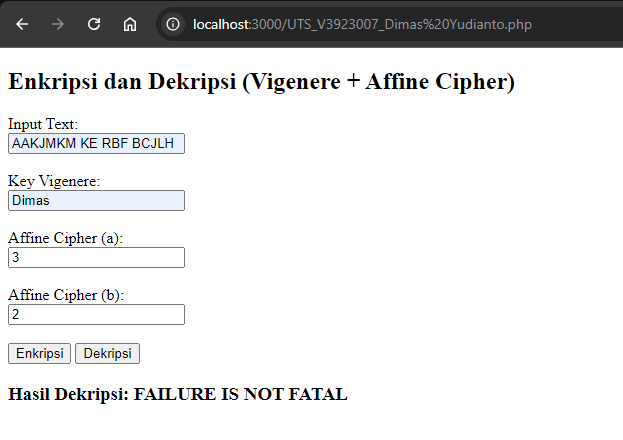 localhost:3000/UTS_V3923007_Dimas%20Yudianto.php
Enkripsi dan Dekripsi (Vigenere + Affine Cipher)
Input Text:
AAKJMKM KE RBF BCJLH
Key Vigenere:
Dimas
Affine Cipher (a):
3
Affine Cipher (b):
2
Enkripsi Dekripsi
Hasil Dekripsi: FAILURE IS NOT FATAL